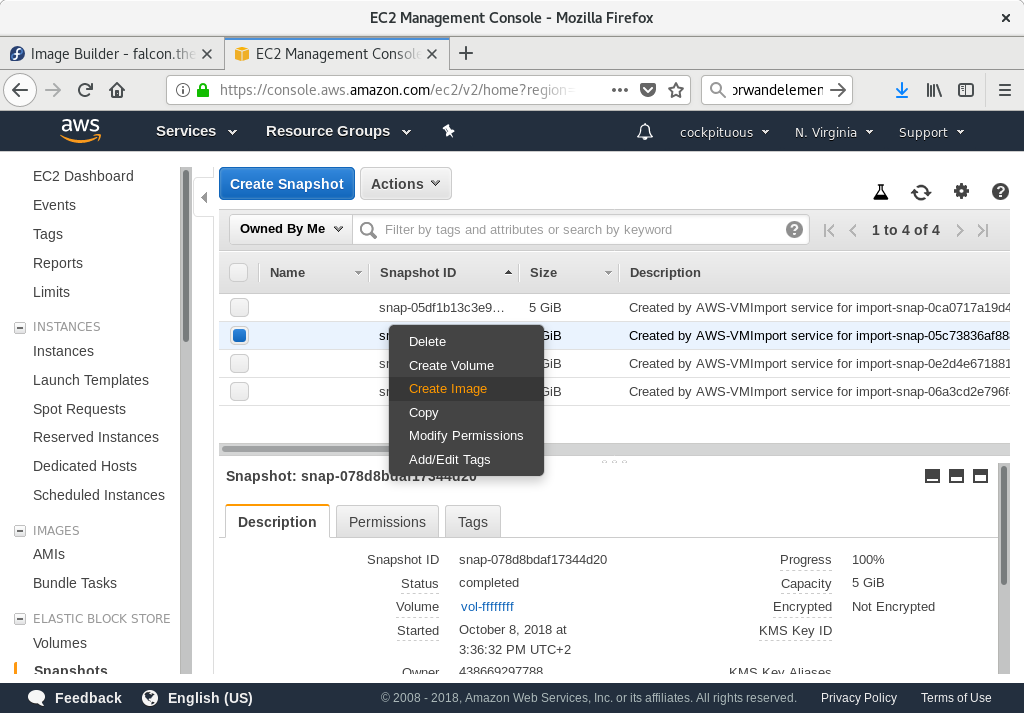 EC2 Management Console - Mozilla Firefox
Image Builder - falcon.the
EC2 Management Console
https://console.aws.amazon.com/ec2/v2/home?region=
orwandelemen
aws
Services
Resource Groups
cockpituous
N. Virginia
Support
EC2 Dashboard
Events
Tags
Reports
Limits
INSTANCES
Instances
Launch Templates
Spot Requests
Reserved Instances
Dedicated Hosts
Scheduled Instances
IMAGES
AMIs
Bundle Tasks
ELASTIC BLOCK STORE
Volumes
Snapshots
Create Snapshot
Actions
Owned By Me
Filter by tags and attributes or search by keyword
1 to 4 of 4
Name Snapshot ID Size Description
snap-05df1b13c3e9… 5 GiB Created by AWS-VMImport service for import-snap-0ca0717a19d4
GiB Created by AWS-VMImport service for import-snap-05c73836af88
GiB Created by AWS-VMImport service for import-snap-0e2d4e671881
GiB Created by AWS-VMImport service for import-snap-06a3cd2e796f
Delete
Create Volume
Create Image
Copy
Modify Permissions
Add/Edit Tags
Snapshot: snap-078d8bdaf17344d20
Description
Permissions
Tags
Snapshot ID snap-078d8bdaf17344d20
Status completed
Volume vol-ffffffff
Started October 8, 2018 at
3:36:32 PM UTC+2
Owner 438669297788
Progress 100%
Capacity 5 GiB
Encrypted Not Encrypted
KMS Key ID
KMS Key Aliases
Feedback
English (US)
© 2008 - 2018, Amazon Web Services, Inc. or its affiliates. All rights reserved.
Privacy Policy
Terms of Use